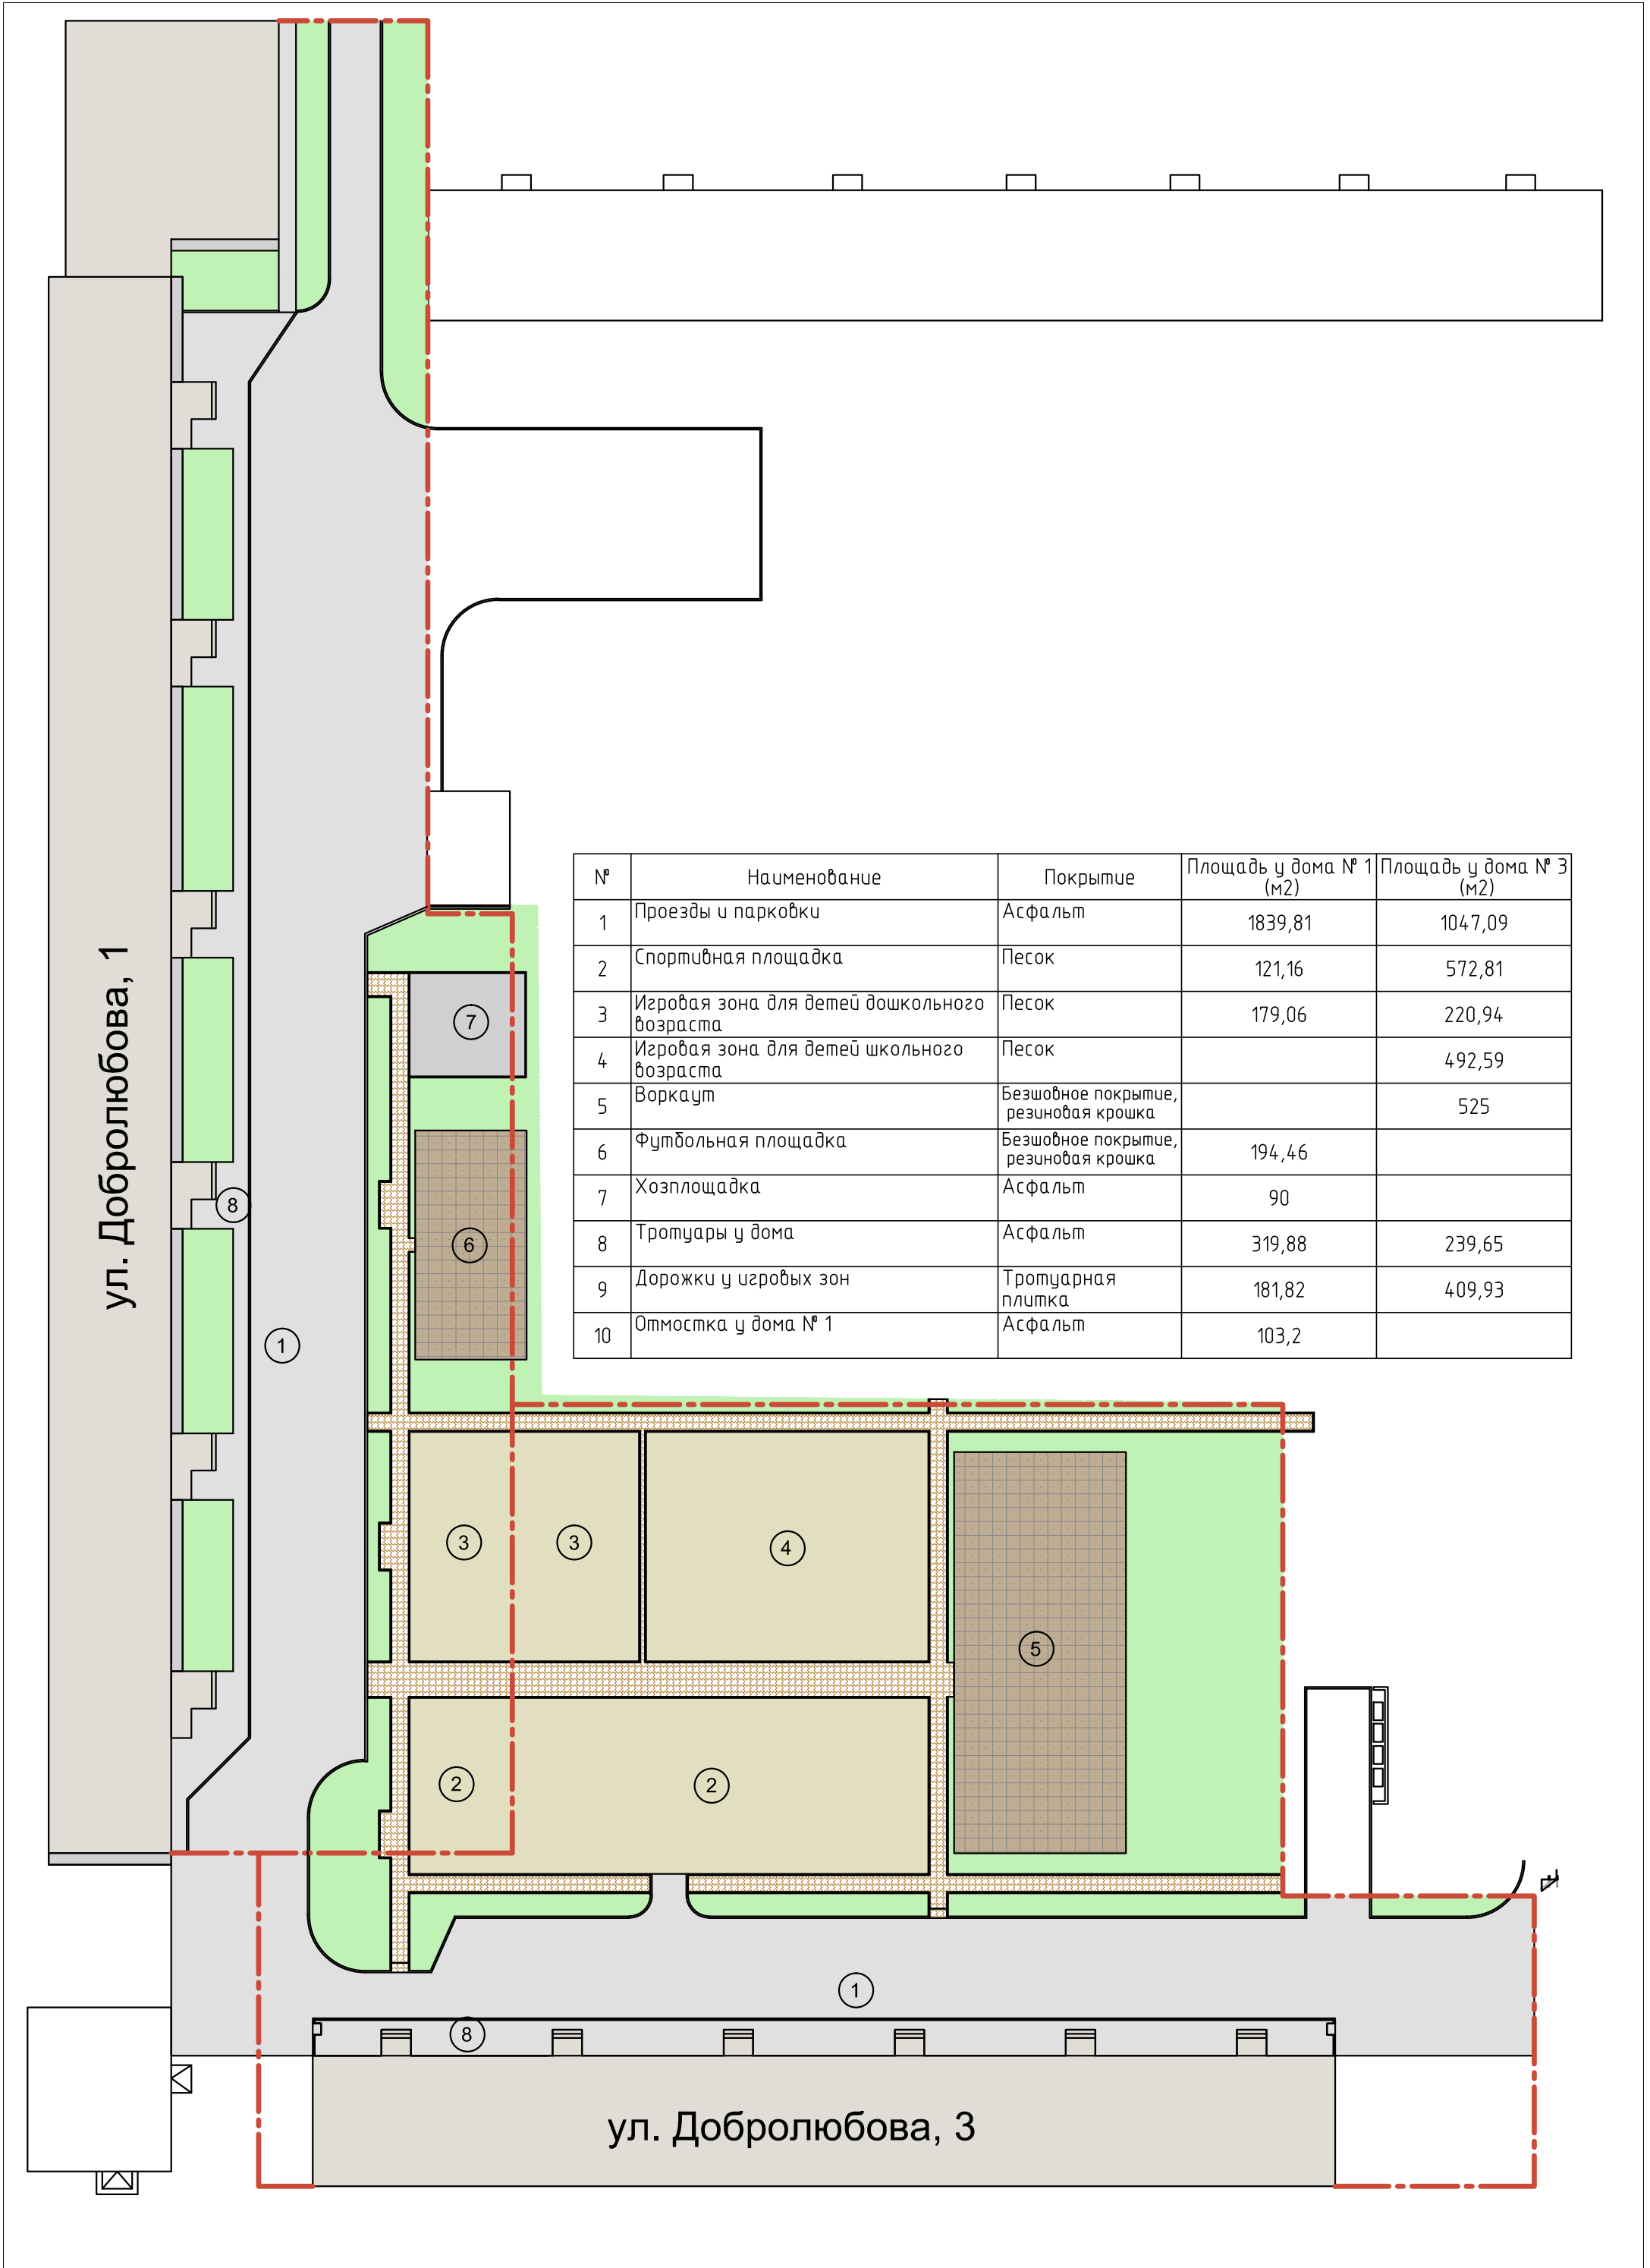 № Наименование Покрытие Площадь у дома № 1 (м2) Площадь у дома № 3 (м2)
1 Проезды и парковки Асфальт 1839,81 1047,09
2 Спортивная площадка Песок 121,16 572,81
3 Игровая зона для детей дошкольного возраста Песок 179,06 220,94
4 Игровая зона для детей школьного возраста Песок 492,59
5 Воркаут Безшовное покрытие, резиновая крошка 525
6 Футбольная площадка Безшовное покрытие, резиновая крошка 194,46
7 Хозплощадка Асфальт 90
8 Тротуары у дома Асфальт 319,88 239,65
9 Дорожки у игровых зон Тротуарная плитка 181,82 409,93
10 Отмостка у дома № 1 Асфальт 103,2
ул. Добролюбова, 1
7
8
6
1
3
3
4
5
2
2
1
8
ул. Добролюбова, 3